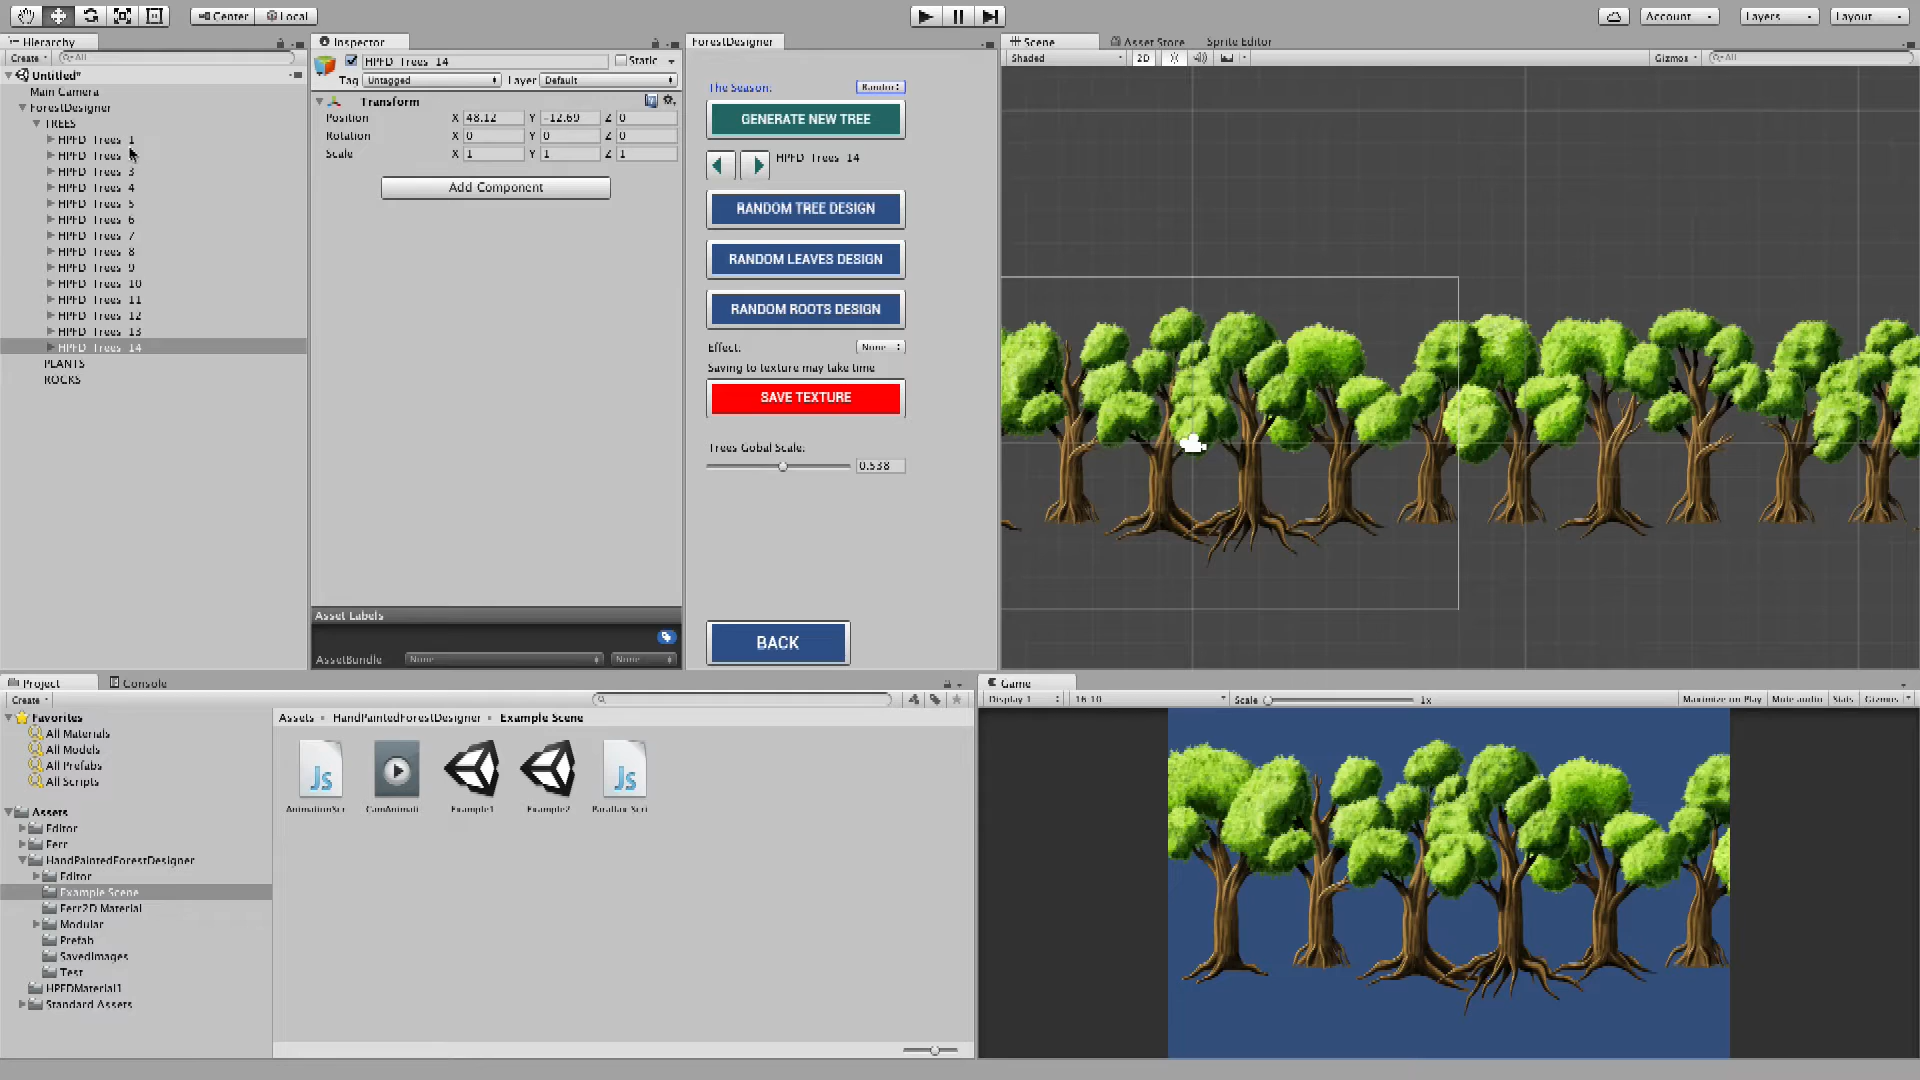 Center Local
Account Layers Layout
Hierarchy
Create All
Untitled*
Main Camera
ForestDesigner
TREES
HPFD Trees 1
HPFD Trees
HPFD Trees 3
HPFD Trees 4
HPFD Trees 5
HPFD Trees 6
HPFD Trees 7
HPFD Trees 8
HPFD Trees 9
HPFD Trees 10
HPFD Trees 11
HPFD Trees 12
HPFD Trees 13
HPFD Trees 14
PLANTS
ROCKS
Inspector
HPFD Trees 14 Static
Tag Untagged Layer Default
Transform
Position X 48.12 Y -12.69 Z 0
Rotation X 0 Y 0 Z 0
Scale X 1 Y 1 Z 1
Add Component
Asset Labels
AssetBundle None None
ForestDesigner
The Season: Randor
GENERATE NEW TREE
HPFD Trees 14
RANDOM TREE DESIGN
RANDOM LEAVES DESIGN
RANDOM ROOTS DESIGN
Effect: None
Saving to texture may take time
SAVE TEXTURE
Trees Gobal Scale:
0.538
BACK
Scene Asset Store Sprite Editor
Shaded 2D Gizmos All
Project Console
Create
Favorites
All Materials
All Models
All Prefabs
All Scripts
Assets
Editor
Ferr
HandPaintedForestDesigner
Editor
Example Scene
Ferr2D Material
Modular
Prefab
SavedImages
Test
HPFDMaterial1
Standard Assets
Assets HandPaintedForestDesigner Example Scene
Js Js
AnimationScr CamAnimati Example1 Example2 Parallax Scri
Game
Display 1 16:10 Scale 1x Maximize on Play Mute audio Stats Gizmos